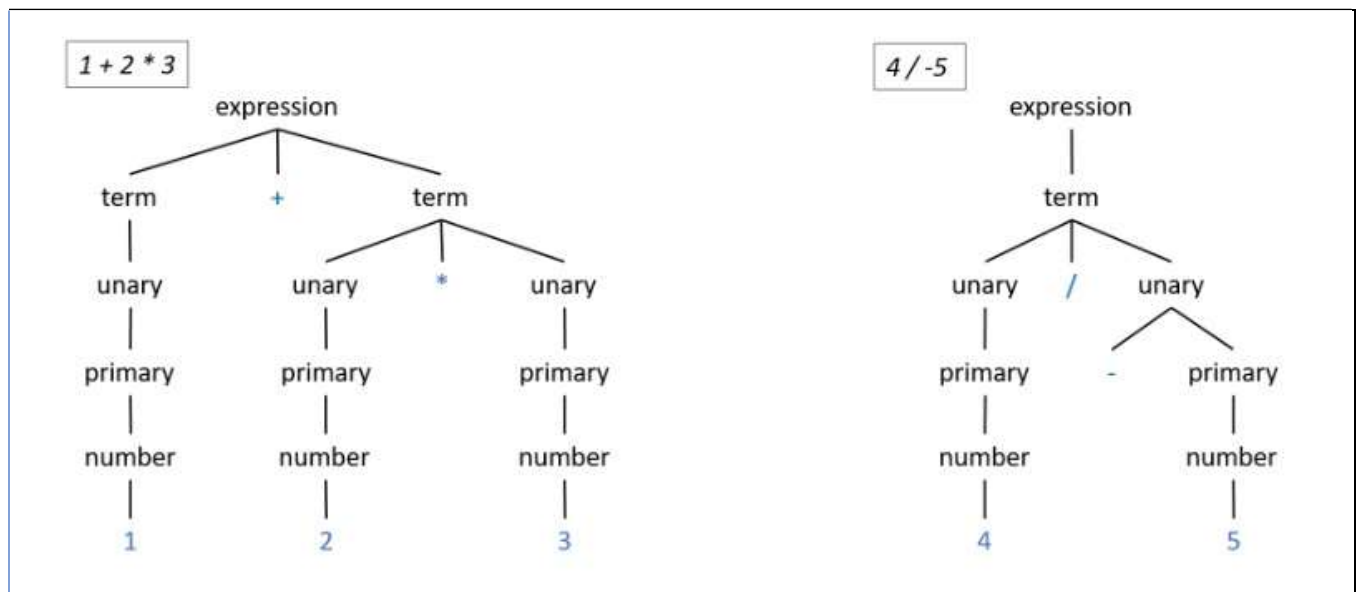 1 + 2 * 3
expression
term + term
unary unary * unary
primary primary primary
number number number
1 2 3
4 / -5
expression
term
unary / unary
primary - primary
number number
4 5